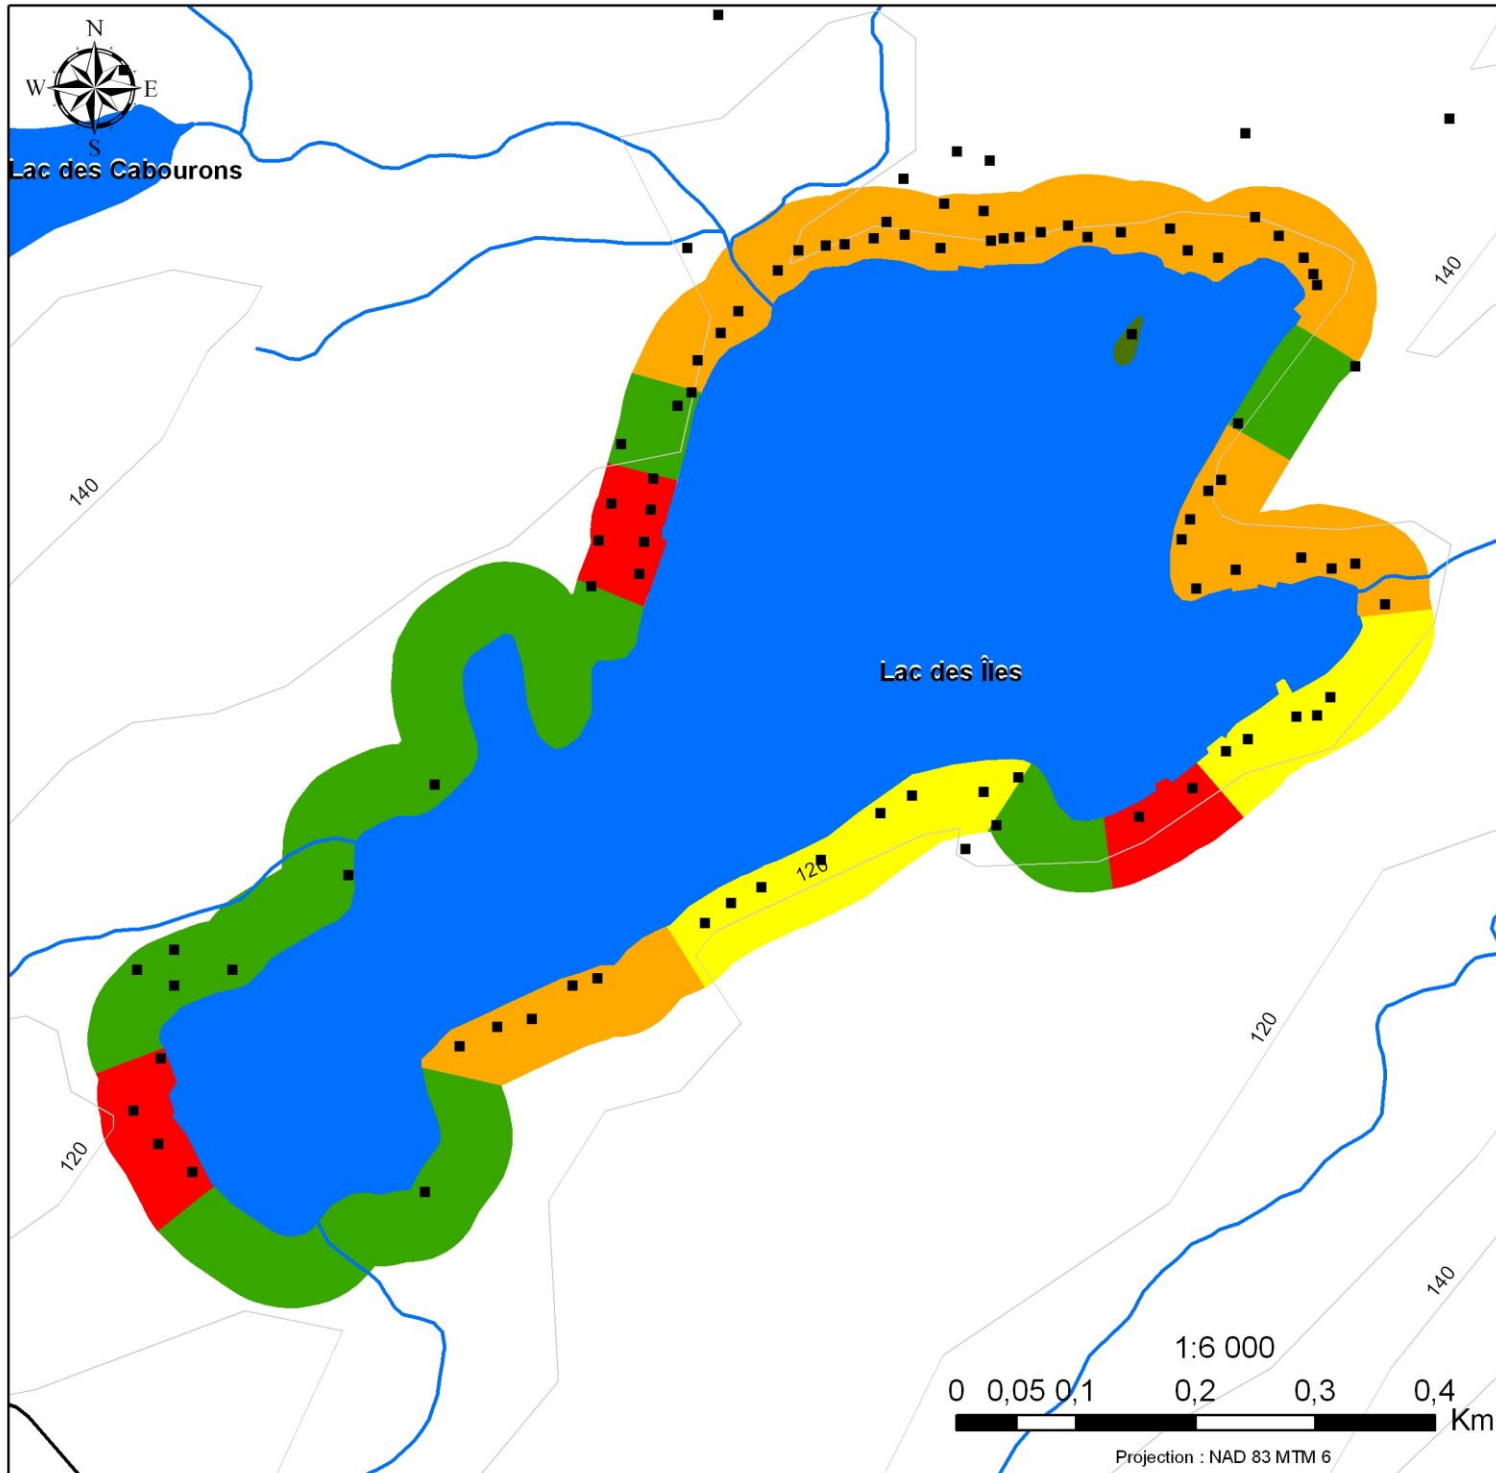 N
W E
S
Lac des Cabourons
140
140
Lac des Îles
120
120
120
140
1:6 000
0 0,05 0,1 0,2 0,3 0,4
Km
Projection : NAD 83 MTM 6